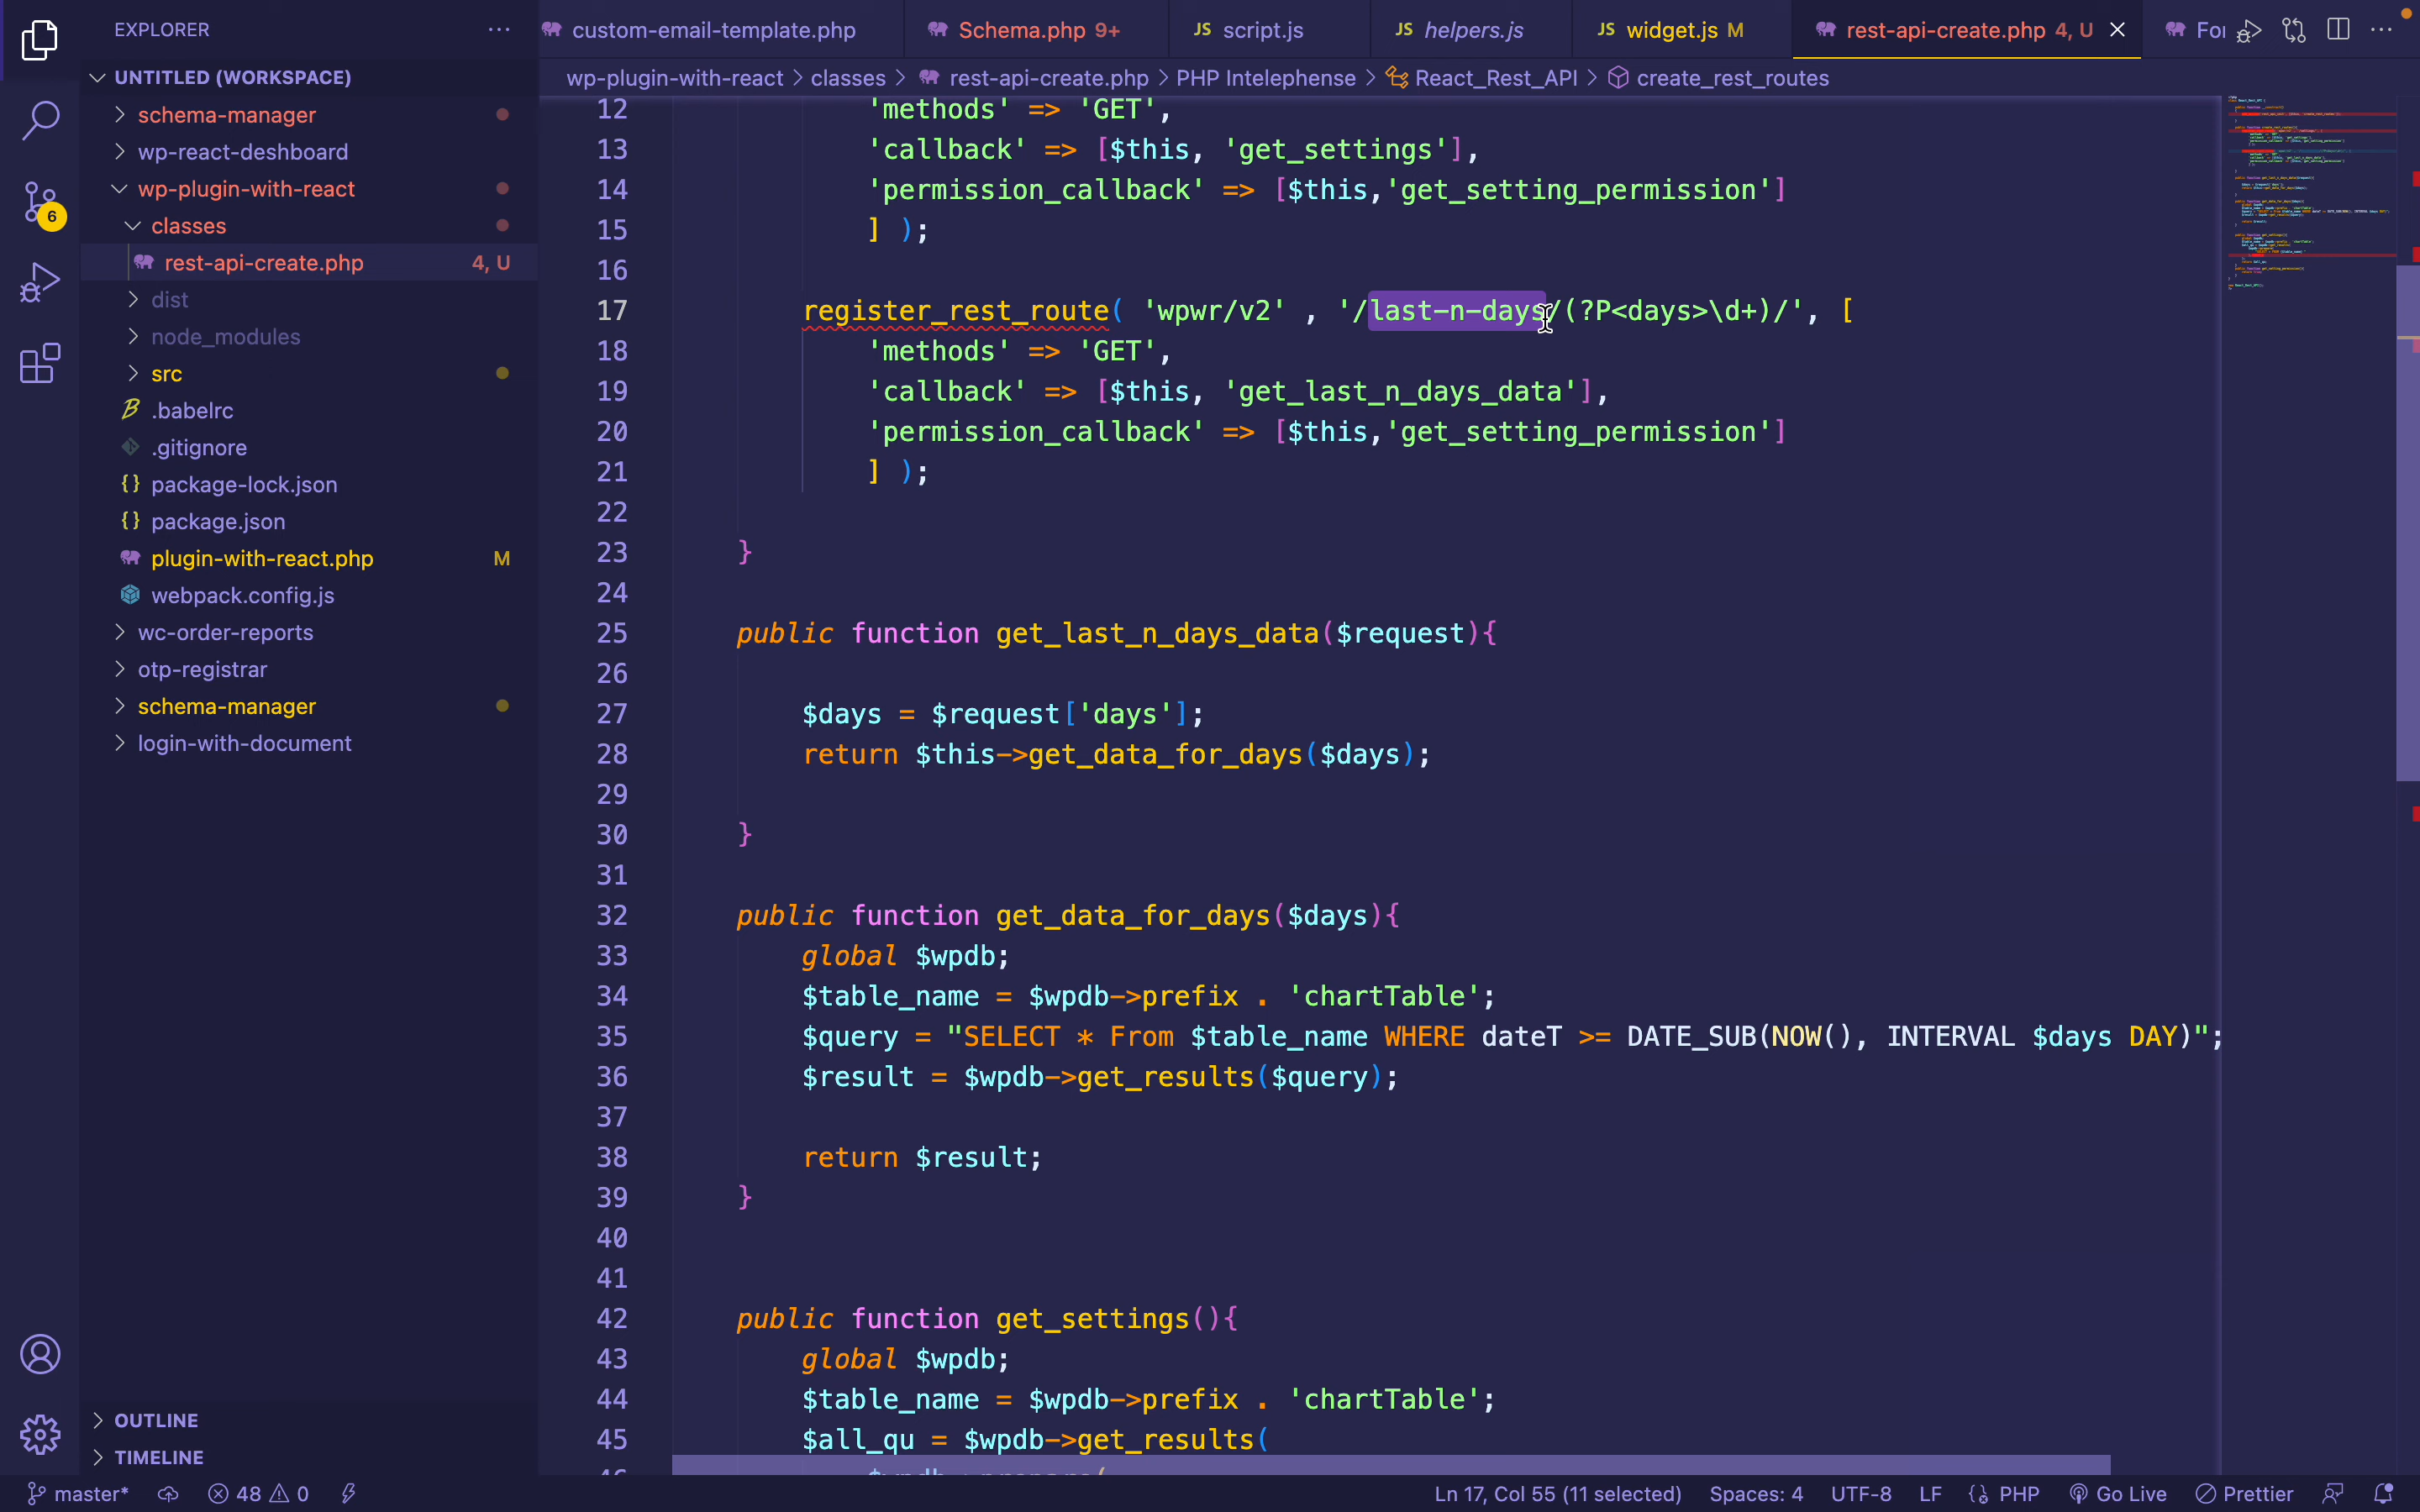 EXPLORER
custom-email-template.php
Schema.php 9+
JS script.js
JS helpers.js
JS widget.js M
rest-api-create.php 4, U
wp-plugin-with-react > classes > rest-api-create.php > PHP Intelephense > React_Rest_API > create_rest_routes
UNTITLED (WORKSPACE)
schema-manager
wp-react-deshboard
wp-plugin-with-react
classes
rest-api-create.php 4, U
dist
node_modules
src
.babelrc
.gitignore
{} package-lock.json
{} package.json
plugin-with-react.php M
webpack.config.js
wc-order-reports
otp-registrar
schema-manager
login-with-document
OUTLINE
TIMELINE
6
12 'methods' => 'GET',
13 'callback' => [$this, 'get_settings'],
14 'permission_callback' => [$this,'get_setting_permission']
15 ] );
16
17 register_rest_route( 'wpwr/v2' , '/last-n-days/(?P<days>\d+)/', [
18 'methods' => 'GET',
19 'callback' => [$this, 'get_last_n_days_data'],
20 'permission_callback' => [$this,'get_setting_permission']
21 ] );
22
23 }
24
25 public function get_last_n_days_data($request){
26
27 $days = $request['days'];
28 return $this->get_data_for_days($days);
29
30 }
31
32 public function get_data_for_days($days){
33 global $wpdb;
34 $table_name = $wpdb->prefix . 'chartTable';
35 $query = "SELECT * From $table_name WHERE dateT >= DATE_SUB(NOW(), INTERVAL $days DAY)";
36 $result = $wpdb->get_results($query);
37
38 return $result;
39 }
40
41
42 public function get_settings(){
43 global $wpdb;
44 $table_name = $wpdb->prefix . 'chartTable';
45 $all_qu = $wpdb->get_results(
master* 48 0 Ln 17, Col 55 (11 selected) Spaces: 4 UTF-8 LF PHP Go Live Prettier